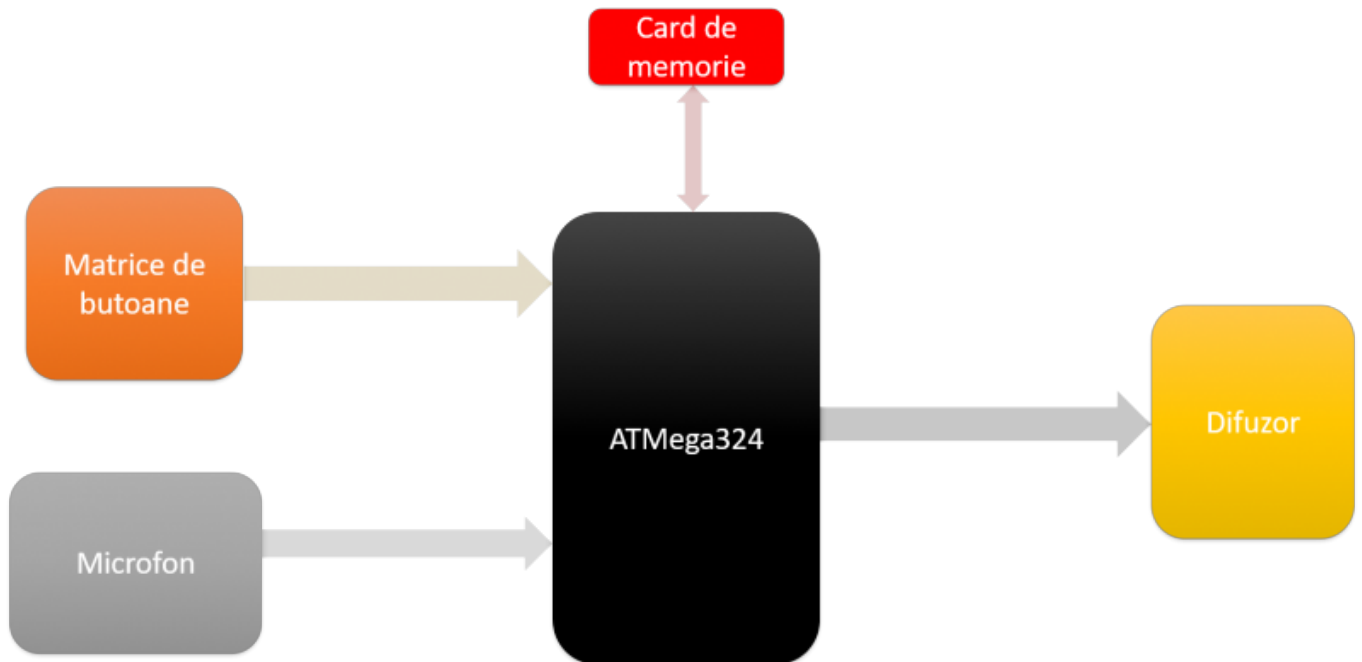 Card de
memorie
Matrice de
butoane
ATMega324
Difuzor
Microfon